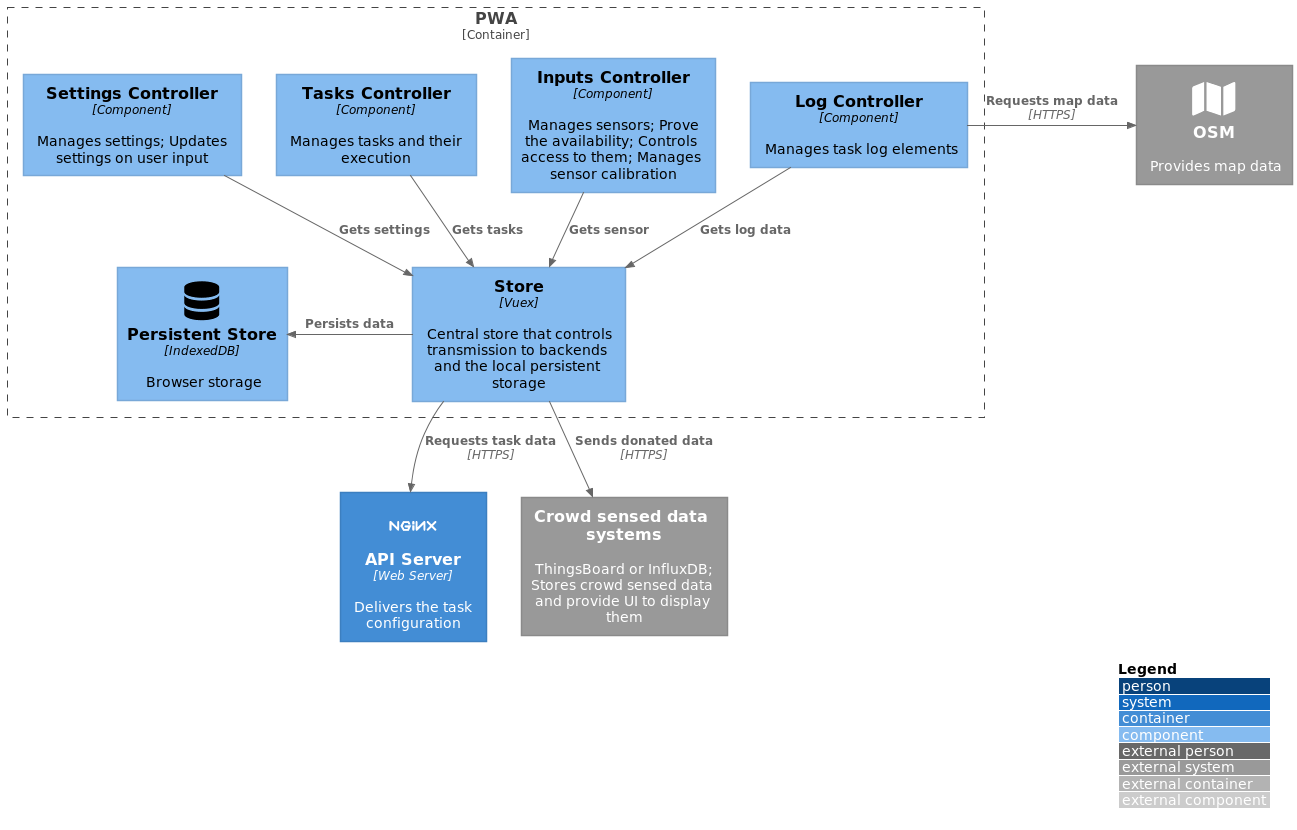 PWA
[Container]
Settings Controller
[Component]
Manages settings; Updates
settings on user input
Tasks Controller
[Component]
Manages tasks and their
execution
Inputs Controller
[Component]
Manages sensors; Prove
the availability; Controls
access to them; Manages
sensor calibration
Log Controller
[Component]
Manages task log elements
Requests map data
[HTTPS]
OSM
Provides map data
Gets settings
Gets tasks
Gets sensor
Gets log data
Persistent Store
[IndexedDB]
Browser storage
Persists data
Store
[Vuex]
Central store that controls
transmission to backends
and the local persistent
storage
Requests task data
[HTTPS]
Sends donated data
[HTTPS]
NGiNX
API Server
[Web Server]
Delivers the task
configuration
Crowd sensed data
systems
ThingsBoard or InfluxDB;
Stores crowd sensed data
and provide UI to display
them
Legend
person
system
container
component
external person
external system
external container
external component